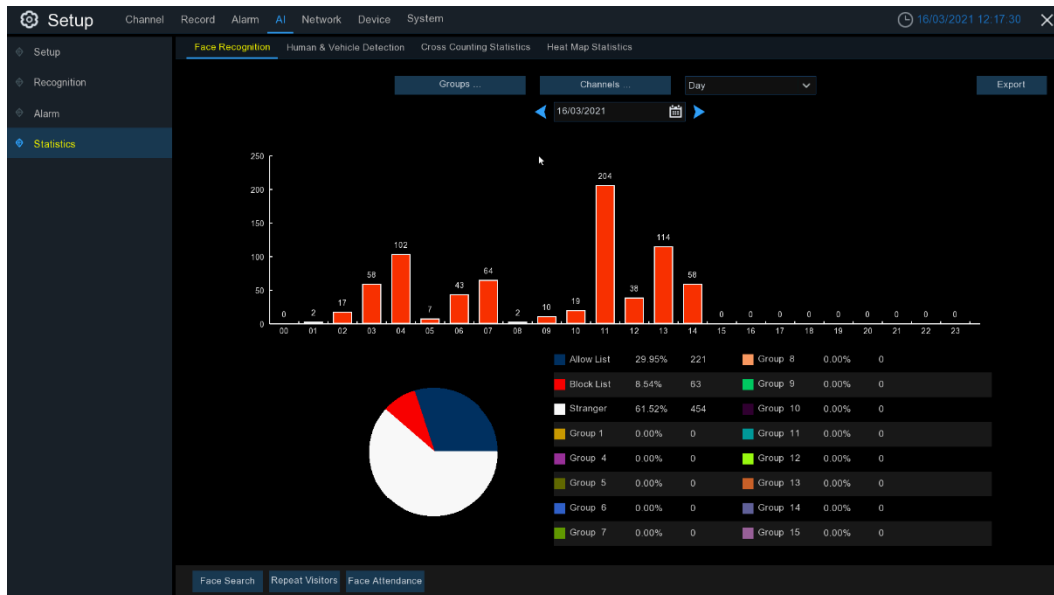 Setup Channel Record Alarm AI Network Device System 16/03/2021 12:17:30
Setup
Recognition
Alarm
Statistics
Face Recognition Human & Vehicle Detection Cross Counting Statistics Heat Map Statistics
Groups ... Channels ... Day Export
16/03/2021
250
200
150
100
50
0
0 2 17 58 102 7 43 64 2 10 19 204 38 114 58 0 0 0 0 0 0 0 0 0
00 01 02 03 04 05 06 07 08 09 10 11 12 13 14 15 16 17 18 19 20 21 22 23
Allow List 29.95% 221 Group 8 0.00% 0
Block List 8.54% 63 Group 9 0.00% 0
Stranger 61.52% 454 Group 10 0.00% 0
Group 1 0.00% 0 Group 11 0.00% 0
Group 4 0.00% 0 Group 12 0.00% 0
Group 5 0.00% 0 Group 13 0.00% 0
Group 6 0.00% 0 Group 14 0.00% 0
Group 7 0.00% 0 Group 15 0.00% 0
Face Search Repeat Visitors Face Attendance